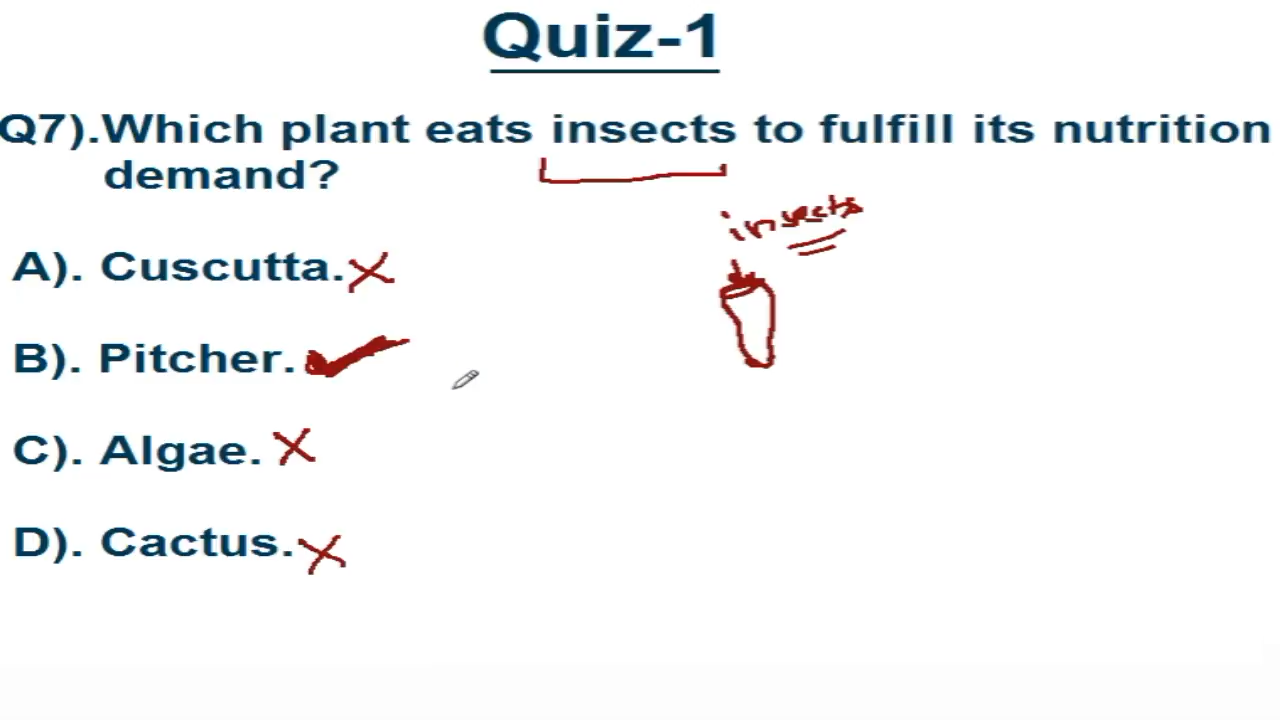 Quiz-1
Q7).Which plant eats insects to fulfill its nutrition
demand?
insects
A). Cuscutta.
B). Pitcher.
C). Algae.
D). Cactus.